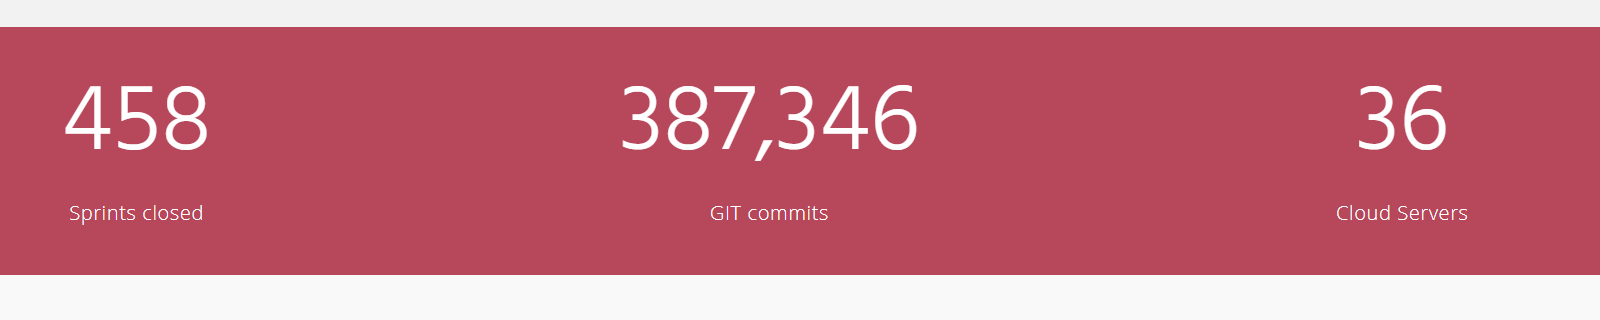 458 387,346 36
Sprints closed GIT commits Cloud Servers